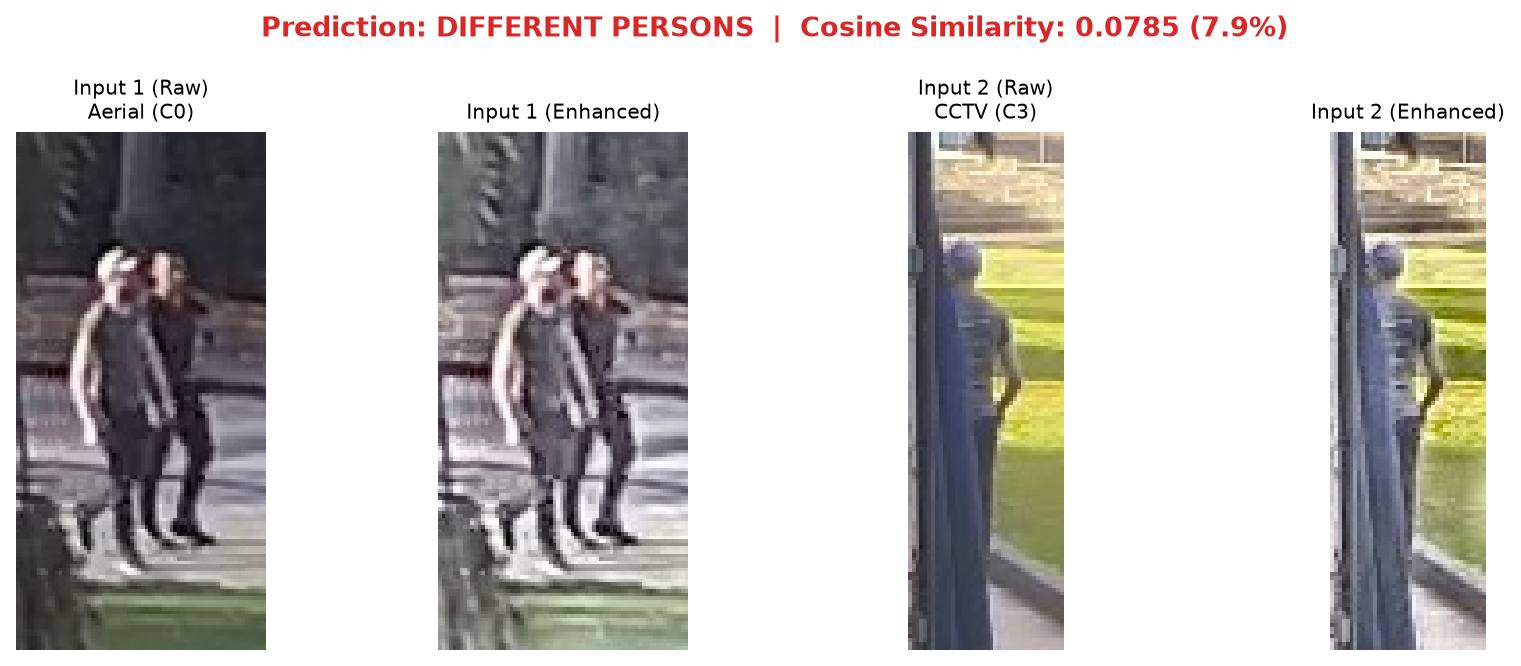 Prediction: DIFFERENT PERSONS | Cosine Similarity: 0.0785 (7.9%)
Input 1 (Raw)
Aerial (C0)
Input 1 (Enhanced)
Input 2 (Raw)
CCTV (C3)
Input 2 (Enhanced)